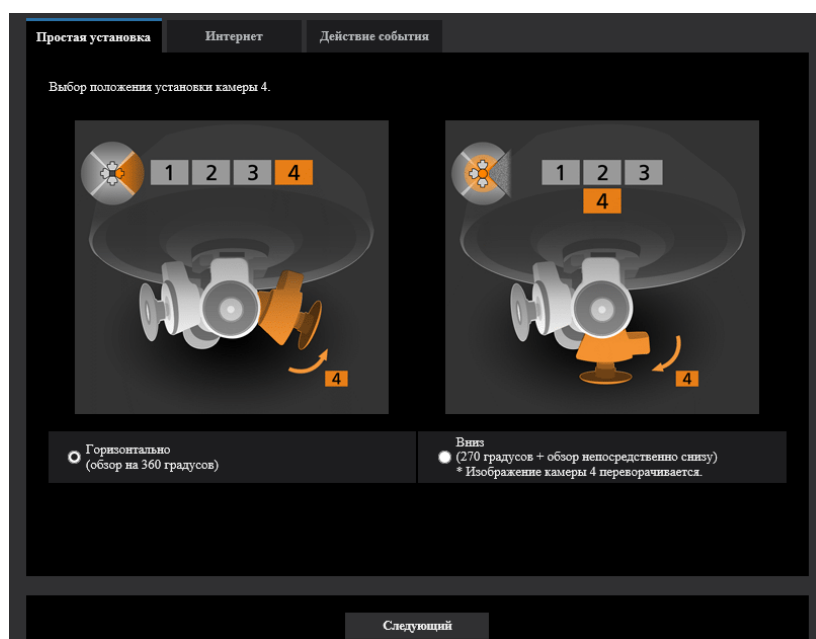 Простая установка
Интернет
Действие события
Выбор положения установки камеры 4.
1 2 3 4
4
1 2 3
4
4
Горизонтально
(обзор на 360 градусов)
Вниз
(270 градусов + обзор непосредственно снизу)
* Изображение камеры 4 переворачивается.
Следующий